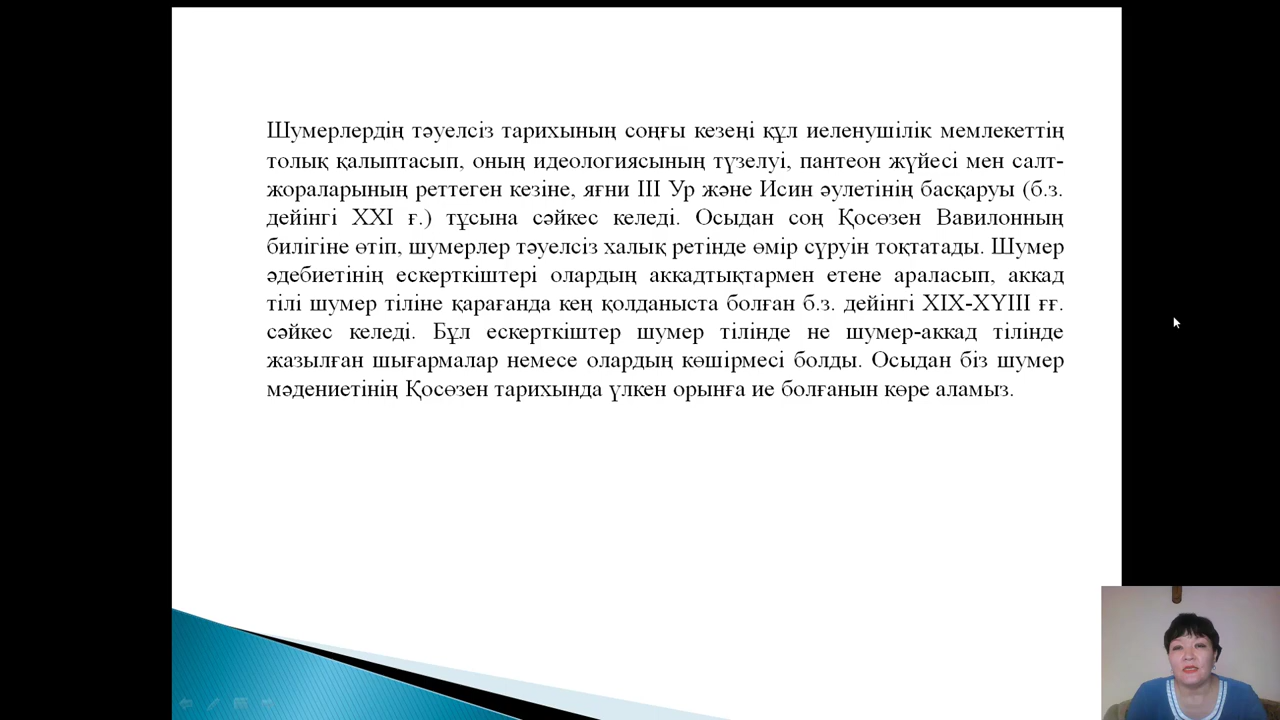 Шумерлердің тәуелсіз тарихының соңғы кезеңі құл иеленушілік мемлекеттің
толық қалыптасып, оның идеологиясының түзелуі, пантеон жүйесі мен салт-
жораларының реттеген кезіне, яғни III Ур және Исин әулетінің басқаруы (б.з.
дейінгі XXI ғ.) тұсына сәйкес келеді. Осыдан соң Қосөзен Вавилонның
билігіне өтіп, шумерлер тәуелсіз халық ретінде өмір сүруін тоқтатады. Шумер
әдебиетінің ескерткіштері олардың аккадтықтармен етене араласып, аккад
тілі шумер тіліне қарағанда кең қолданыста болған б.з. дейінгі XIX-XҮIII ғғ.
сәйкес келеді. Бұл ескерткіштер шумер тілінде не шумер-аккад тілінде
жазылған шығармалар немесе олардың көшірмесі болды. Осыдан біз шумер
мәдениетінің Қосөзен тарихында үлкен орынға ие болғанын көре аламыз.